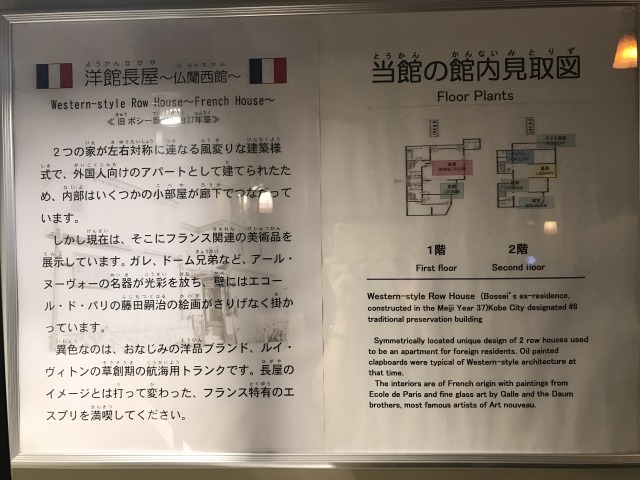 洋館長屋～仏蘭西館～
Western-style Row House～French House～
２つの家が左右対称に連なる風変りな建築様
式で、外国人向けのアパートとして建てられたた
め、内部はいくつかの小部屋が廊下でつながって
います。
しかし現在は、そこにフランス関連の美術品を
展示しています。ガレ、ドーム兄弟など、アール・
ヌーヴォーの名器が光彩を放ち、壁にはエコー
ル・ド・パリの藤田嗣治の絵画がさりげなく掛か
っています。
異色なのは、おなじみの洋品ブランド、ルイ・
ヴィトンの草創期の航海用トランクです。長屋の
イメージとは打って変わった、フランス特有のエ
スプリを満喫してください。
当館の館内見取図
Floor Plants
1階
First floor
2階
Second floor
Western-style Row House (Bossei's ex-residence,
constructed in the Meiji Year 37)Kobe City designated #8
traditional preservation building
Symmetrically located unique design of 2 row houses used
to be an apartment for foreign residents. Oil painted
clapboards were typical of Western-style architecture at
that time.
The interiors are of French origin with paintings from
Ecole de Paris and fine glass art by Galle and the Daum
brothers, most famous artists of Art nouveau.